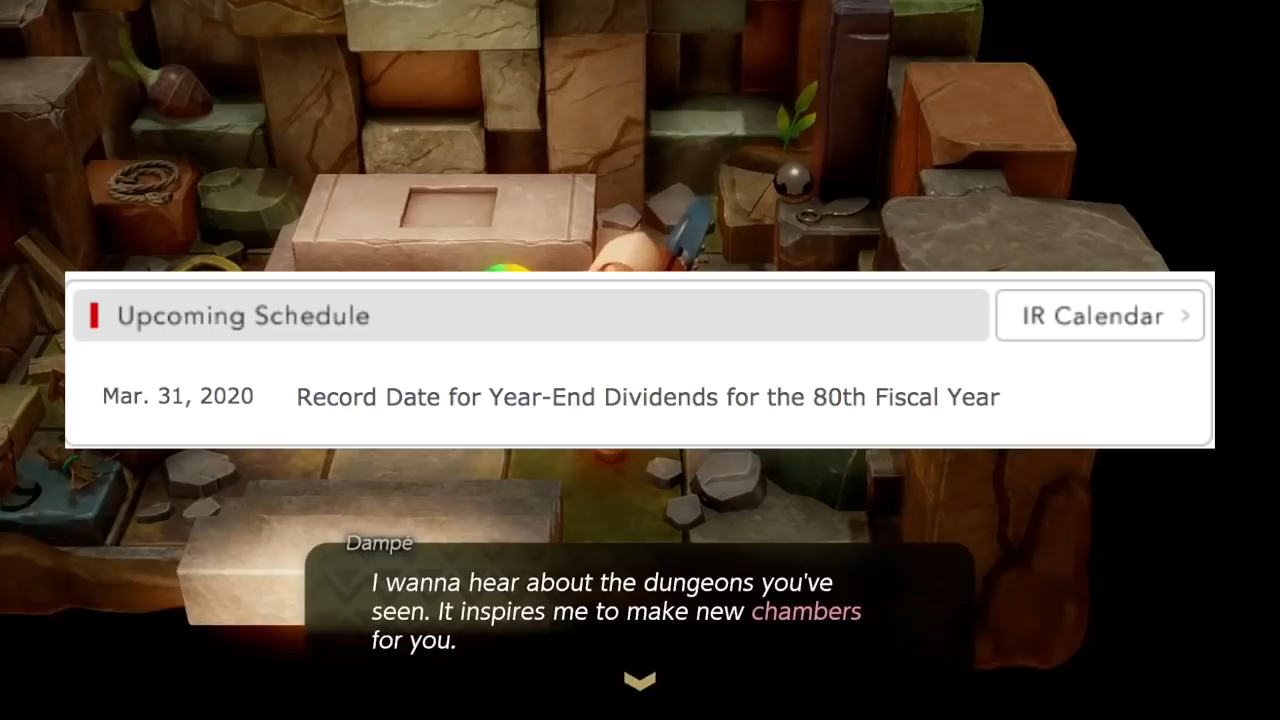 Upcoming Schedule
IR Calendar
Mar. 31, 2020 Record Date for Year-End Dividends for the 80th Fiscal Year
Dampé
I wanna hear about the dungeons you've
seen. It inspires me to make new chambers
for you.